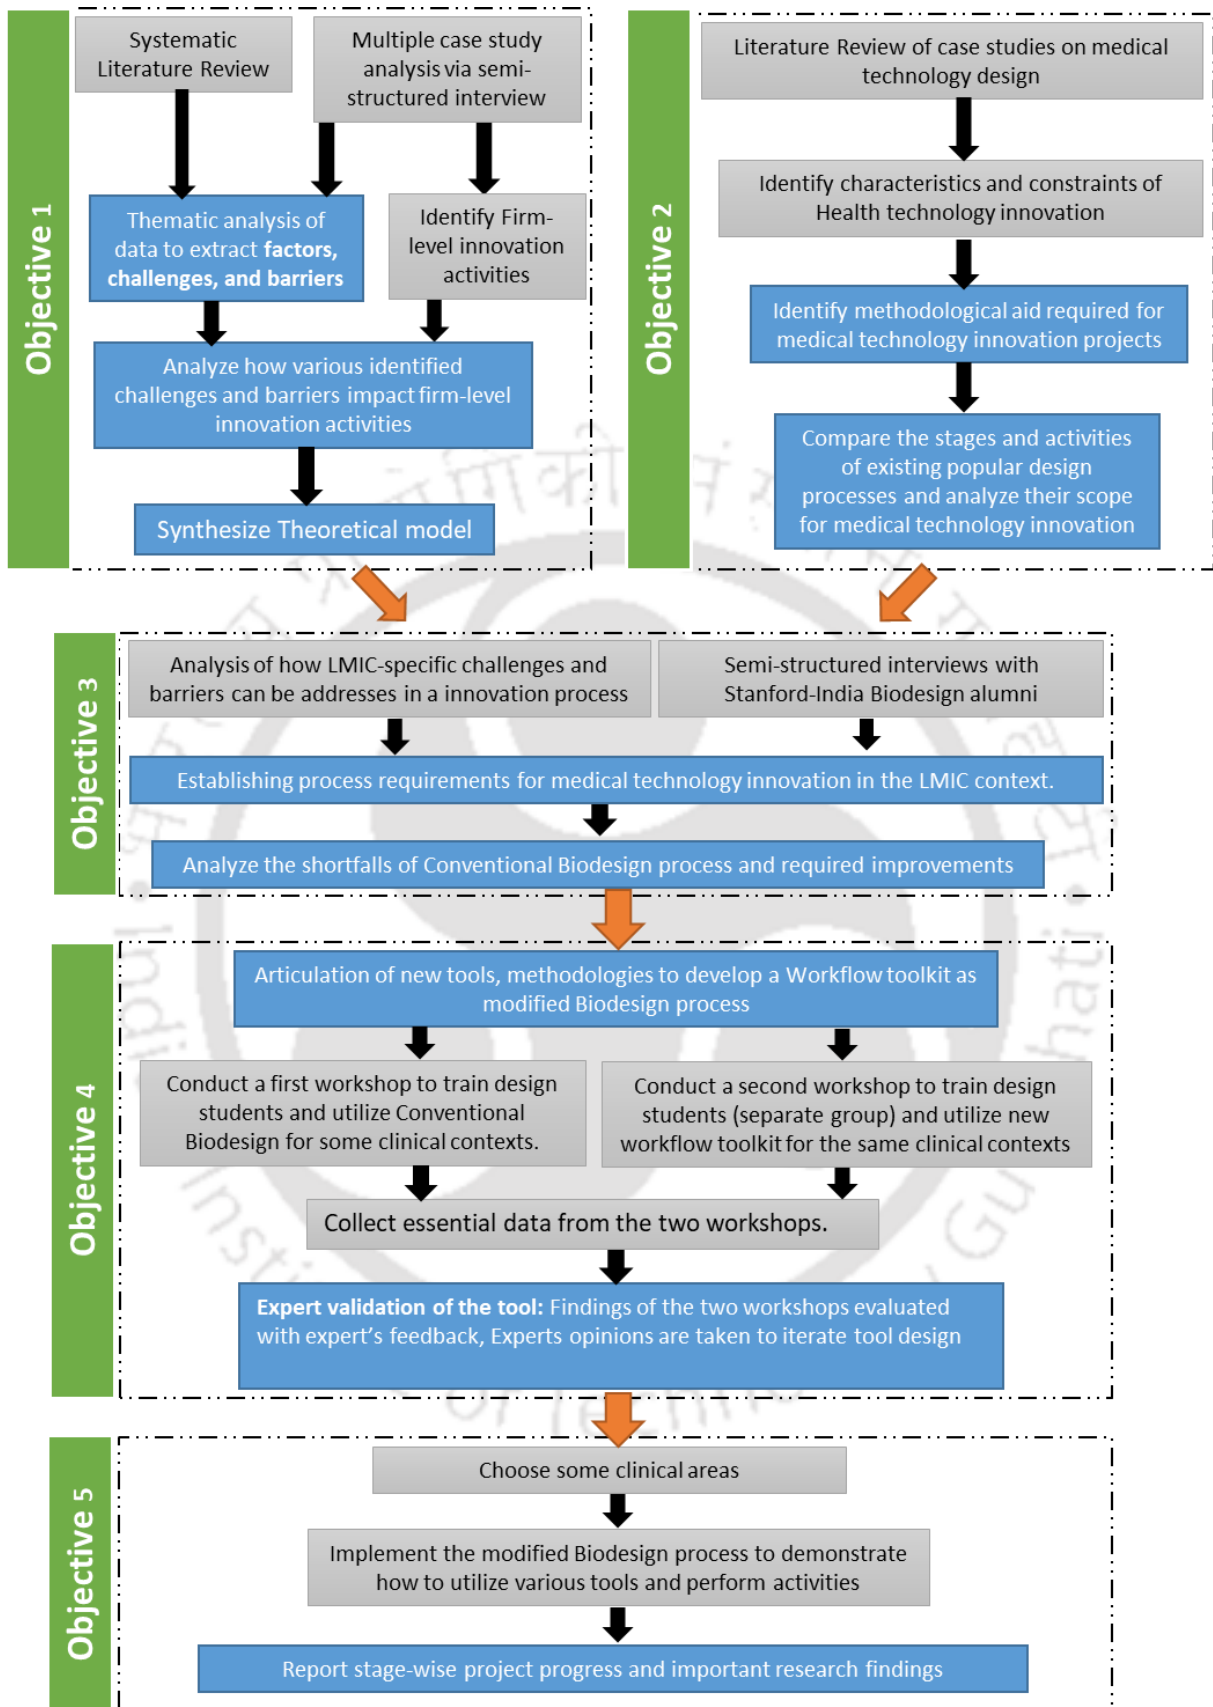 Objective 1
Systematic
Literature Review
Multiple case study
analysis via semi-
structured interview
Thematic analysis of
data to extract factors,
challenges, and barriers
Identify Firm-
level innovation
activities
Analyze how various identified
challenges and barriers impact firm-level
innovation activities
Synthesize Theoretical model
Objective 2
Literature Review of case studies on medical
technology design
Identify characteristics and constraints of
Health technology innovation
Identify methodological aid required for
medical technology innovation projects
Compare the stages and activities
of existing popular design
processes and analyze their scope
for medical technology innovation
Objective 3
Analysis of how LMIC-specific challenges and
barriers can be addresses in a innovation process
Semi-structured interviews with
Stanford-India Biodesign alumni
Establishing process requirements for medical technology innovation in the LMIC context.
Analyze the shortfalls of Conventional Biodesign process and required improvements
Objective 4
Articulation of new tools, methodologies to develop a Workflow toolkit as
modified Biodesign process
Conduct a first workshop to train design
students and utilize Conventional
Biodesign for some clinical contexts.
Conduct a second workshop to train design
students (separate group) and utilize new
workflow toolkit for the same clinical contexts
Collect essential data from the two workshops.
Expert validation of the tool: Findings of the two workshops evaluated
with expert's feedback, Experts opinions are taken to iterate tool design
Objective 5
Choose some clinical areas
Implement the modified Biodesign process to demonstrate
how to utilize various tools and perform activities
Report stage-wise project progress and important research findings